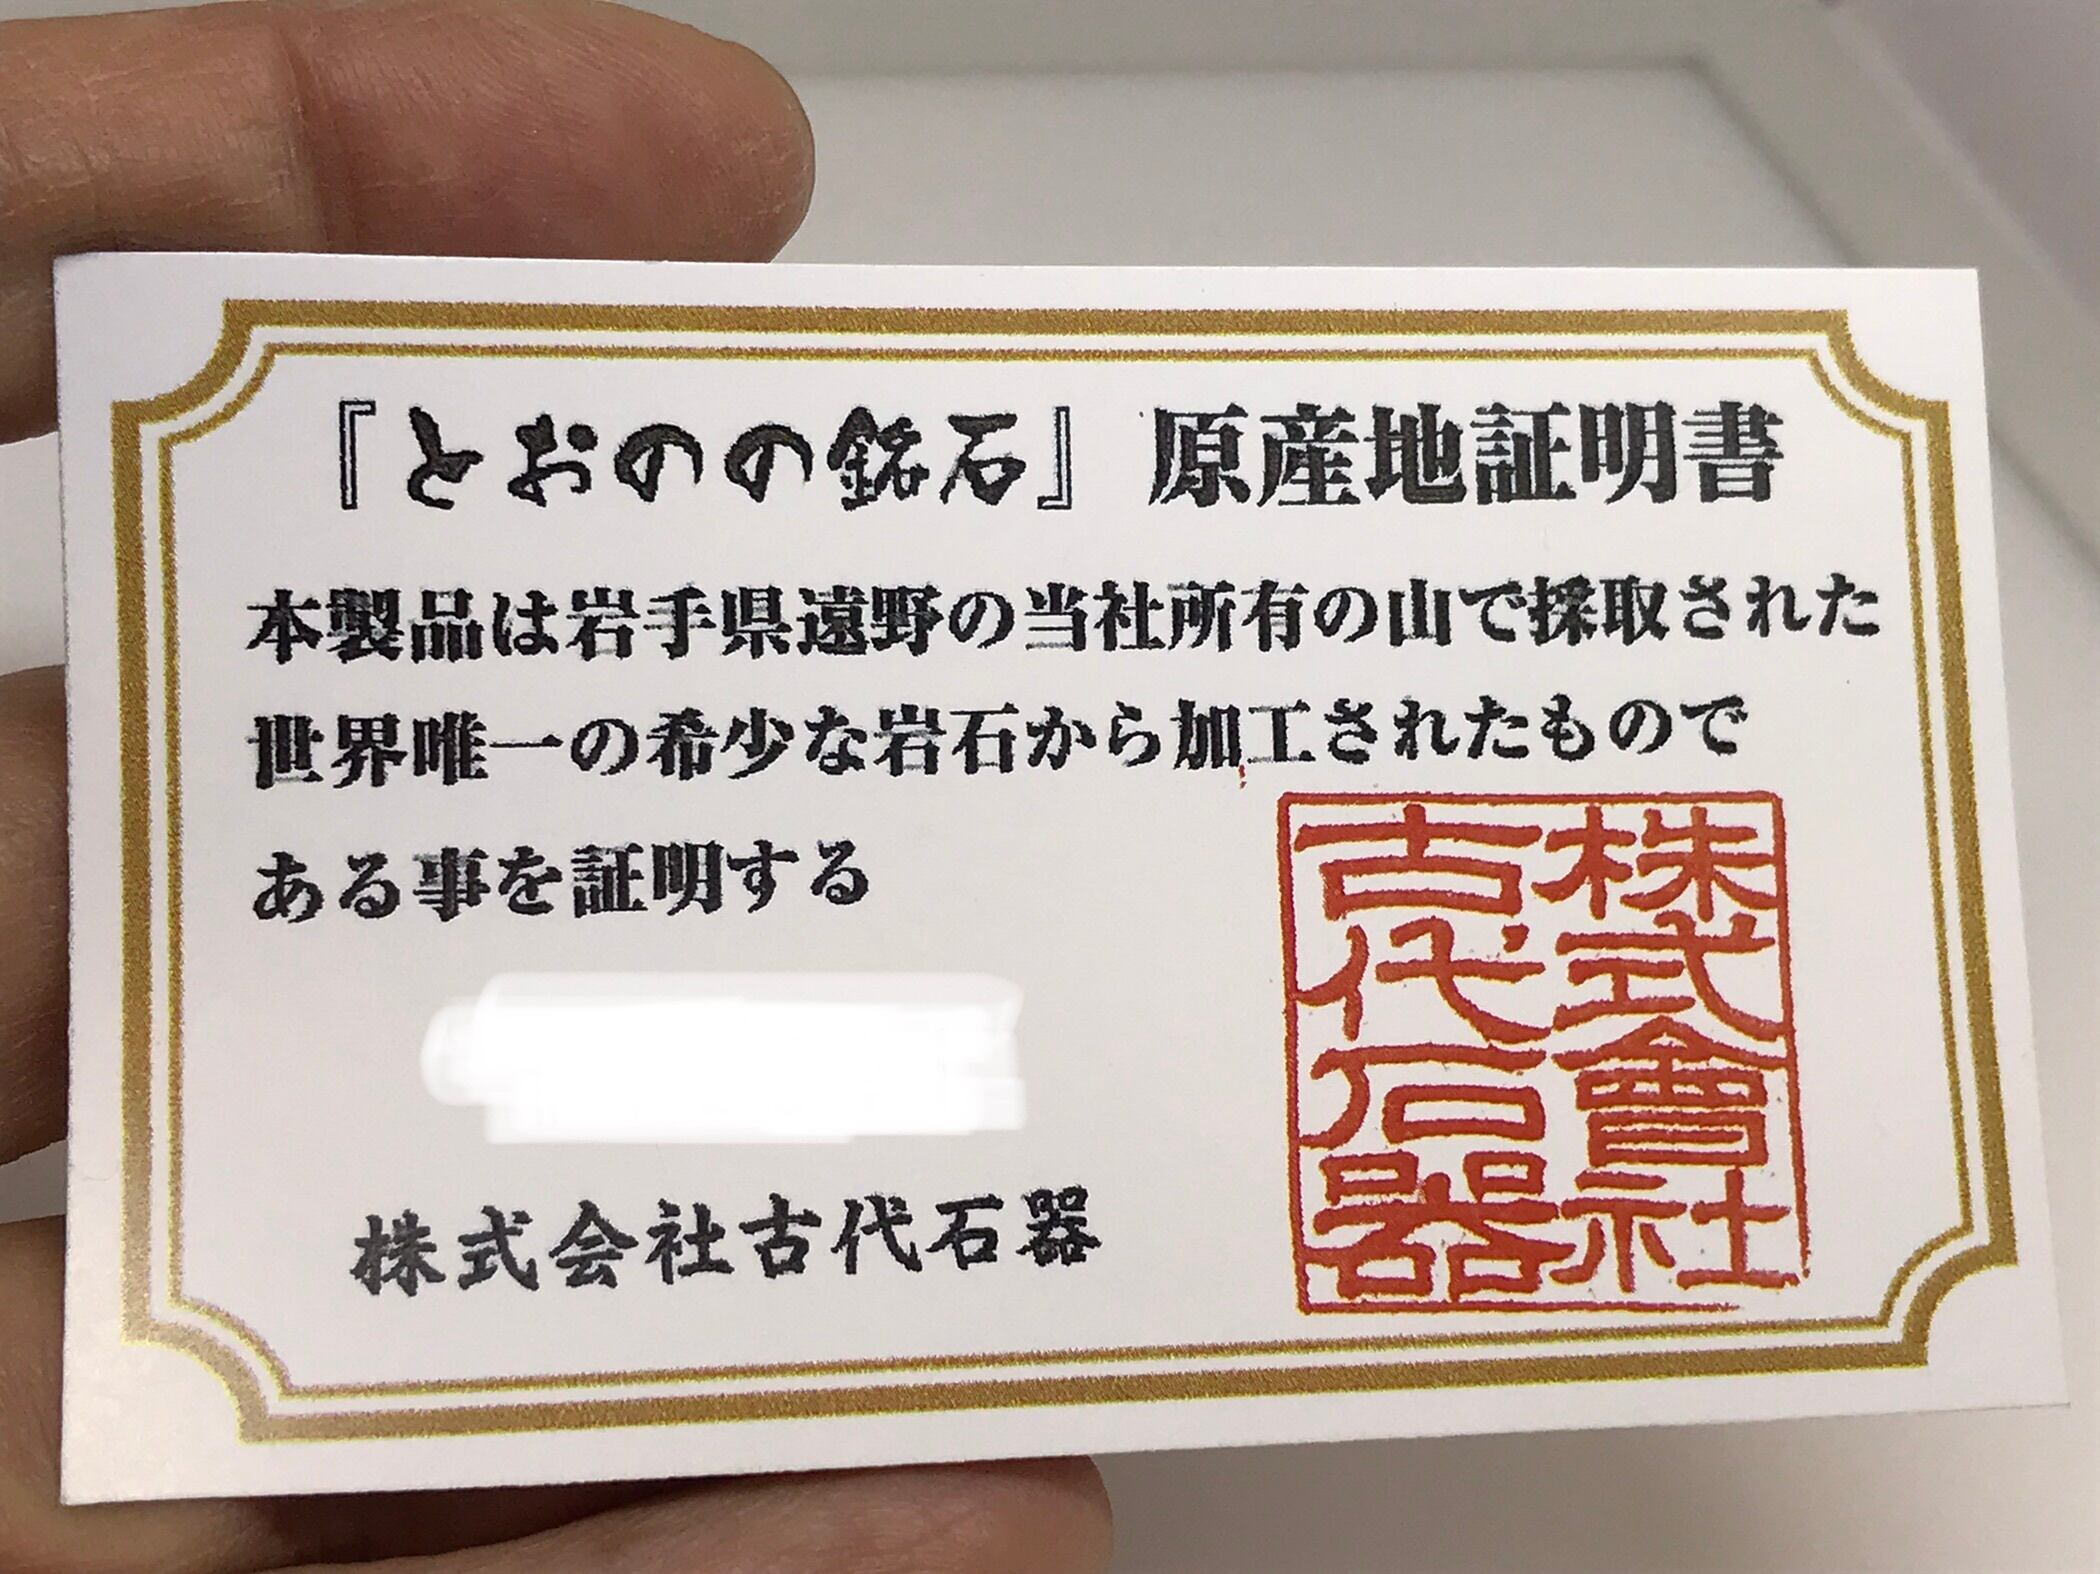 『とおのの銘石』原産地証明書
本製品は岩手県遠野の当社所有の山で採取された
世界唯一の希少な岩石から加工されたもので
ある事を証明する
株式会社古代石器
株式會社
古代石器